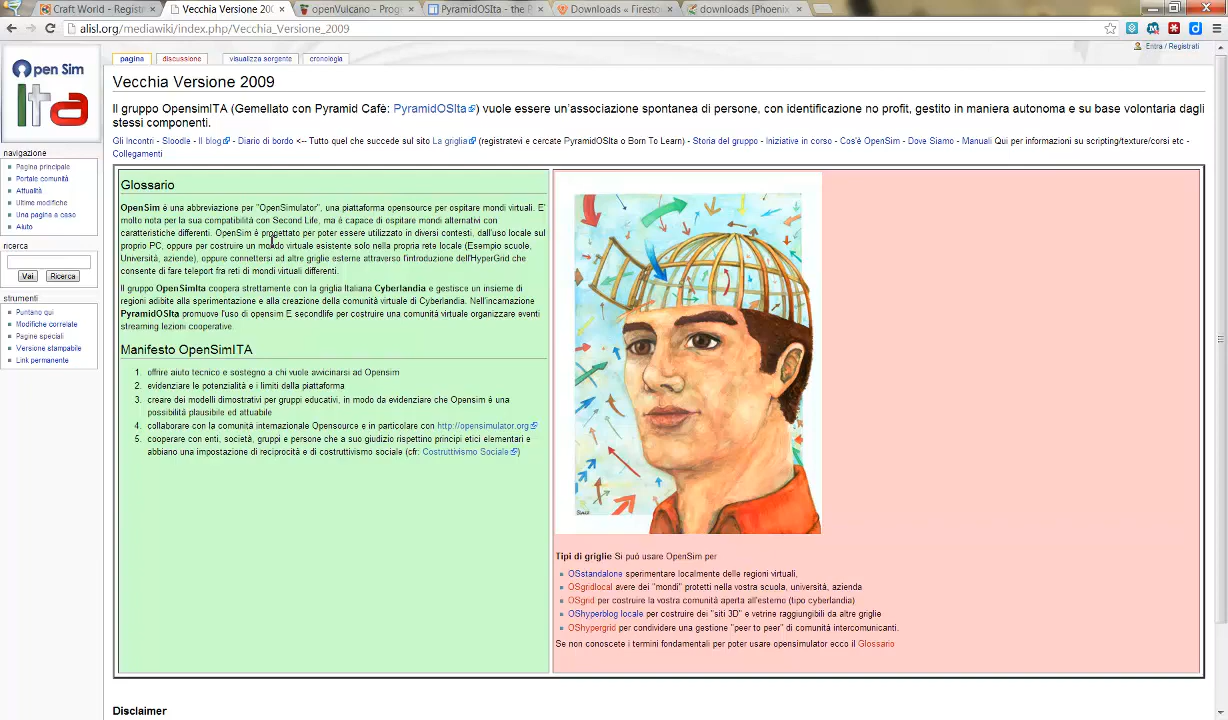 Craft World - Registr
Vecchia Versione 200
openVulcano - Prog
PyramidOSIta - the P
Downloads « Firesto
downloads [Phoenix
alisl.org/mediawiki/index.php/Vecchia_Versione_2009
Entra / Registrati
pagina
discussione
visualizza sorgente
cronologia
Open Sim
Ita
Vecchia Versione 2009
Il gruppo OpensimITA (Gemellato con Pyramid Cafè: PyramidOSIta) vuole essere un'associazione spontanea di persone, con identificazione no profit, gestito in maniera autonoma e su base volontaria dagli
stessi componenti.
Gli Incontri - Sloodle - Il blog - Diario di bordo <-- Tutto quel che succede sul sito La griglia (registratevi e cercate PyramidOSIta o Born To Learn) - Storia del gruppo - Iniziative in corso - Cos'è OpenSim - Dove Siamo - Manuali Qui per informazioni su scripting/texture/corsi etc -
Collegamenti
navigazione
Pagina principale
Portale comunità
Attualità
Ultime modifiche
Una pagina a caso
Aiuto
ricerca
Vai
Ricerca
strumenti
Puntano qui
Modifiche correlate
Pagine speciali
Versione stampabile
Link permanente
Glossario
OpenSim é una abbreviazione per "OpenSimulator", una piattaforma opensource per ospitare mondi virtuali. E'
molto nota per la sua compatibilità con Second Life, ma é capace di ospitare mondi alternativi con
caratteristiche differenti. OpenSim é progettato per poter essere utilizzato in diversi contesti, dall'uso locale sul
proprio PC, oppure per costruire un mondo virtuale esistente solo nella propria rete locale (Esempio scuole,
Università, aziende), oppure connettersi ad altre griglie esterne attraverso l'introduzione dell'HyperGrid che
consente di fare teleport fra reti di mondi virtuali differenti.
Il gruppo OpenSimIta coopera strettamente con la griglia Italiana Cyberlandia e gestisce un insieme di
regioni adibite alla sperimentazione e alla creazione della comunità virtuale di Cyberlandia. Nell'incarnazione
PyramidOSIta promuove l'uso di opensim E secondlife per costruire una comunità virtuale organizzare eventi
streaming lezioni cooperative.
Manifesto OpenSimITA
1. offrire aiuto tecnico e sostegno a chi vuole avvicinarsi ad Opensim
2. evidenziare le potenzialità e i limiti della piattaforma
3. creare dei modelli dimostrativi per gruppi educativi, in modo da evidenziare che Opensim é una
possibilità plausibile ed attuabile
4. collaborare con la comunità internazionale Opensource e in particolare con http://opensimulator.org
5. cooperare con enti, società, gruppi e persone che a suo giudizio rispettino principi etici elementari e
abbiano una impostazione di reciprocità e di costruttivismo sociale (cfr: Costruttivismo Sociale)
Tipi di griglie Si puó usare OpenSim per
OSstandalone sperimentare localmente delle regioni virtuali,
OSgridlocal avere dei "mondi" protetti nella vostra scuola, università, azienda
OSgrid per costruire la vostra comunità aperta all'esterno (tipo cyberlandia)
OShyperblog locale per costruire dei "siti 3D" e vetrine raggiungibili da altre griglie
OShypergrid per condividere una gestione "peer to peer" di comunità intercomunicanti.
Se non conoscete i termini fondamentali per poter usare opensimulator ecco il Glossario
Disclaimer